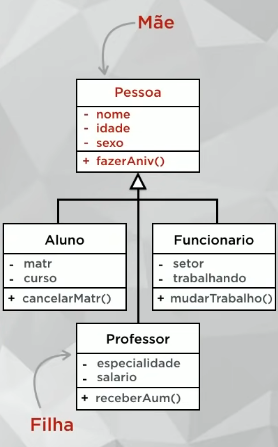 Mãe
Pessoa
- nome
- idade
- sexo
+ fazerAniv()
Aluno
- matr
- curso
+ cancelarMatr()
Funcionario
- setor
- trabalhando
+ mudarTrabalho()
Professor
- especialidade
- salario
+ receberAum()
Filha